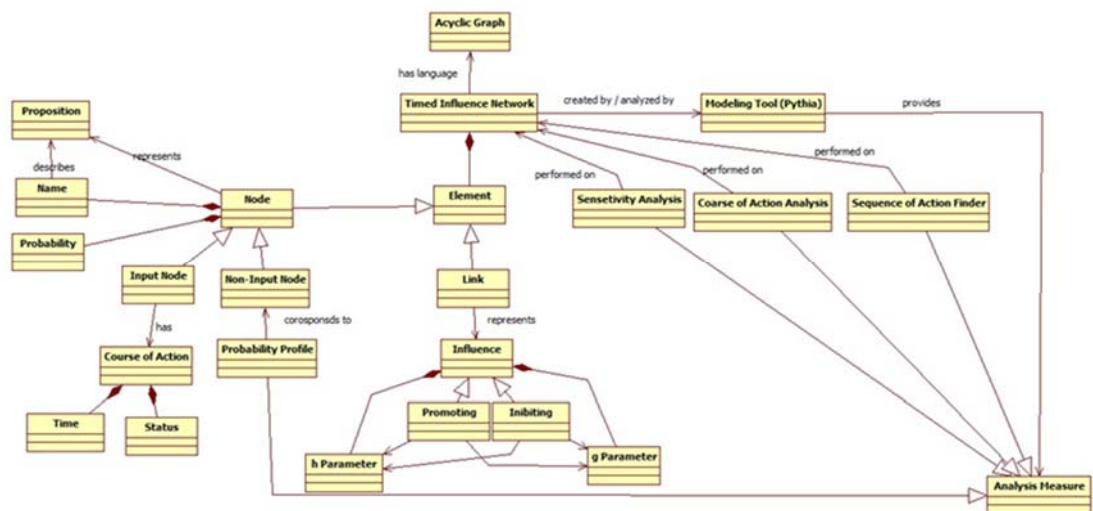 Acyclic Graph
has language
Timed Influence Network
created by / analyzed by
Modeling Tool (Pythia)
provides
Proposition
describes
represents
performed on
performed on
performed on
Name
Node
Element
Sensetivity Analysis
Coarse of Action Analysis
Sequence of Action Finder
Probability
Input Node
Non-Input Node
Link
has
corosponsds to
represents
Course of Action
Probability Profile
Influence
Time
Status
Promoting
Inibiting
h Parameter
g Parameter
Analysis Measure